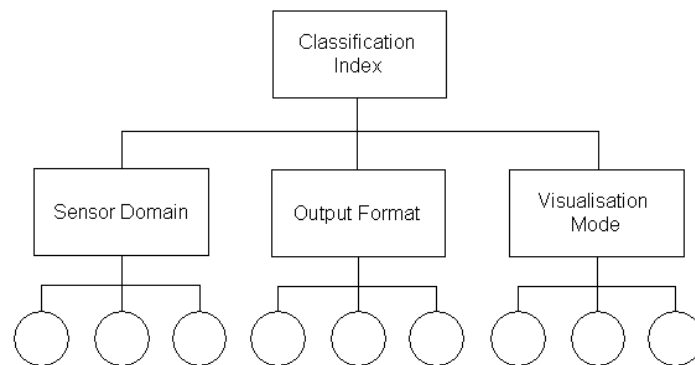 Classification
Index
Sensor Domain
Output Format
Visualisation
Mode